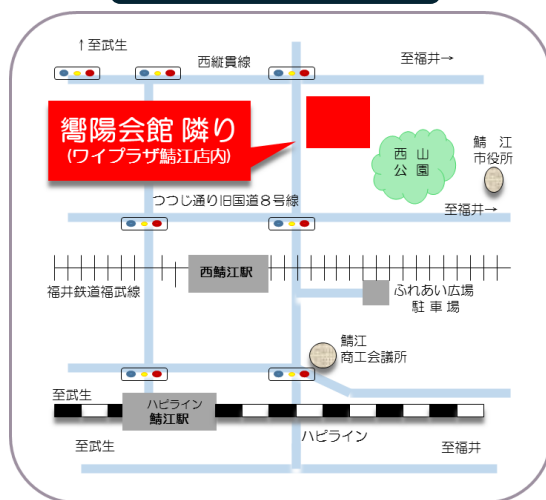 ↑至武生
西縦貫線
至福井→
嚮陽会館 隣り
(ワイプラザ鯖江店内)
西山
公園
鯖江
市役所
つつじ通り旧国道8号線
至福井→
西鯖江駅
福井鉄道福武線
ふれあい広場
駐車場
鯖江
商工会議所
至武生
ハピライン
鯖江駅
ハピライン
至武生
至福井